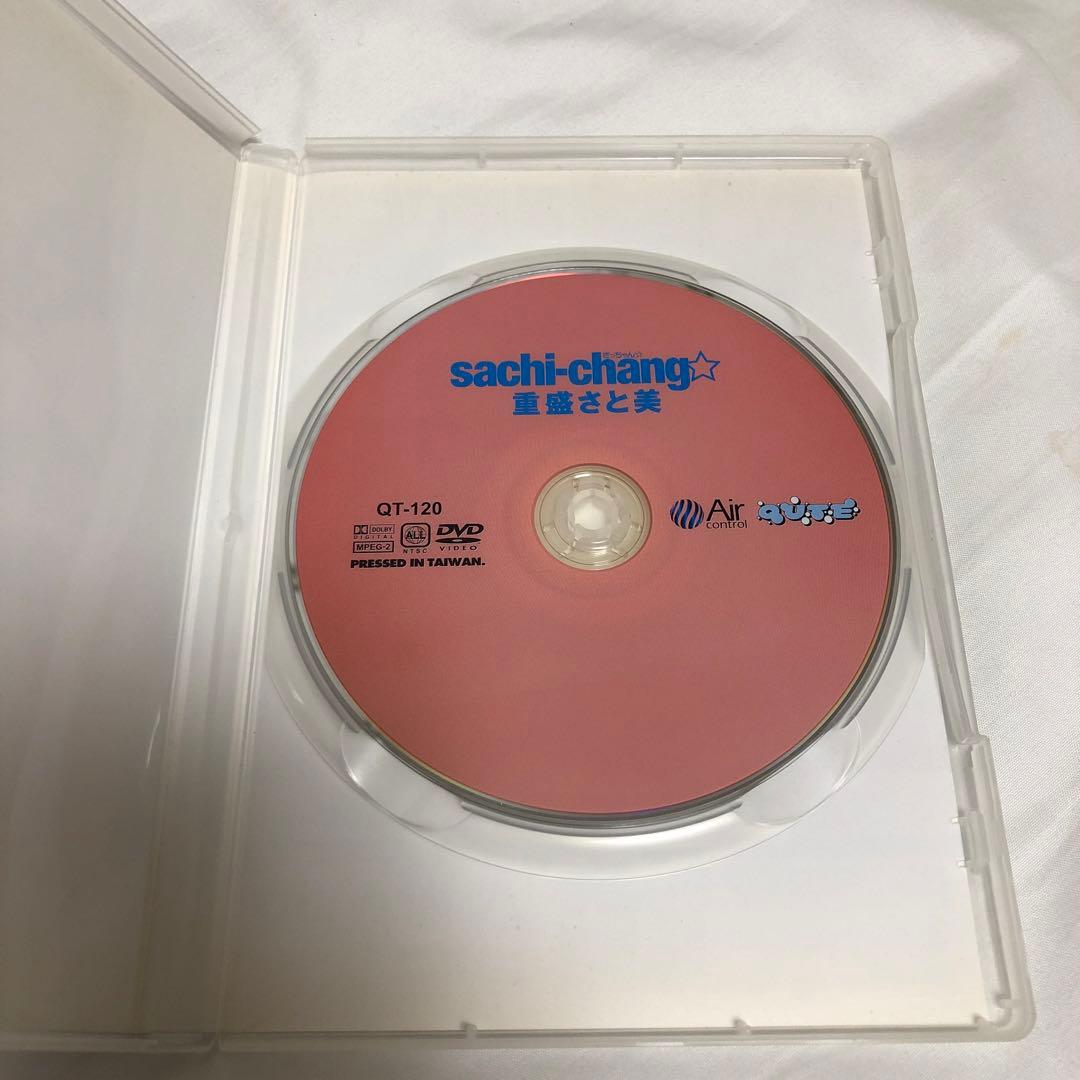 さっちゃん☆
sachi-chang☆
重盛さと美
QT-120
DOLBY
DIGITAL
MPEG-2
ALL
NTSC
DVD
VIDEO
PRESSED IN TAIWAN.
Air
control
QUTE